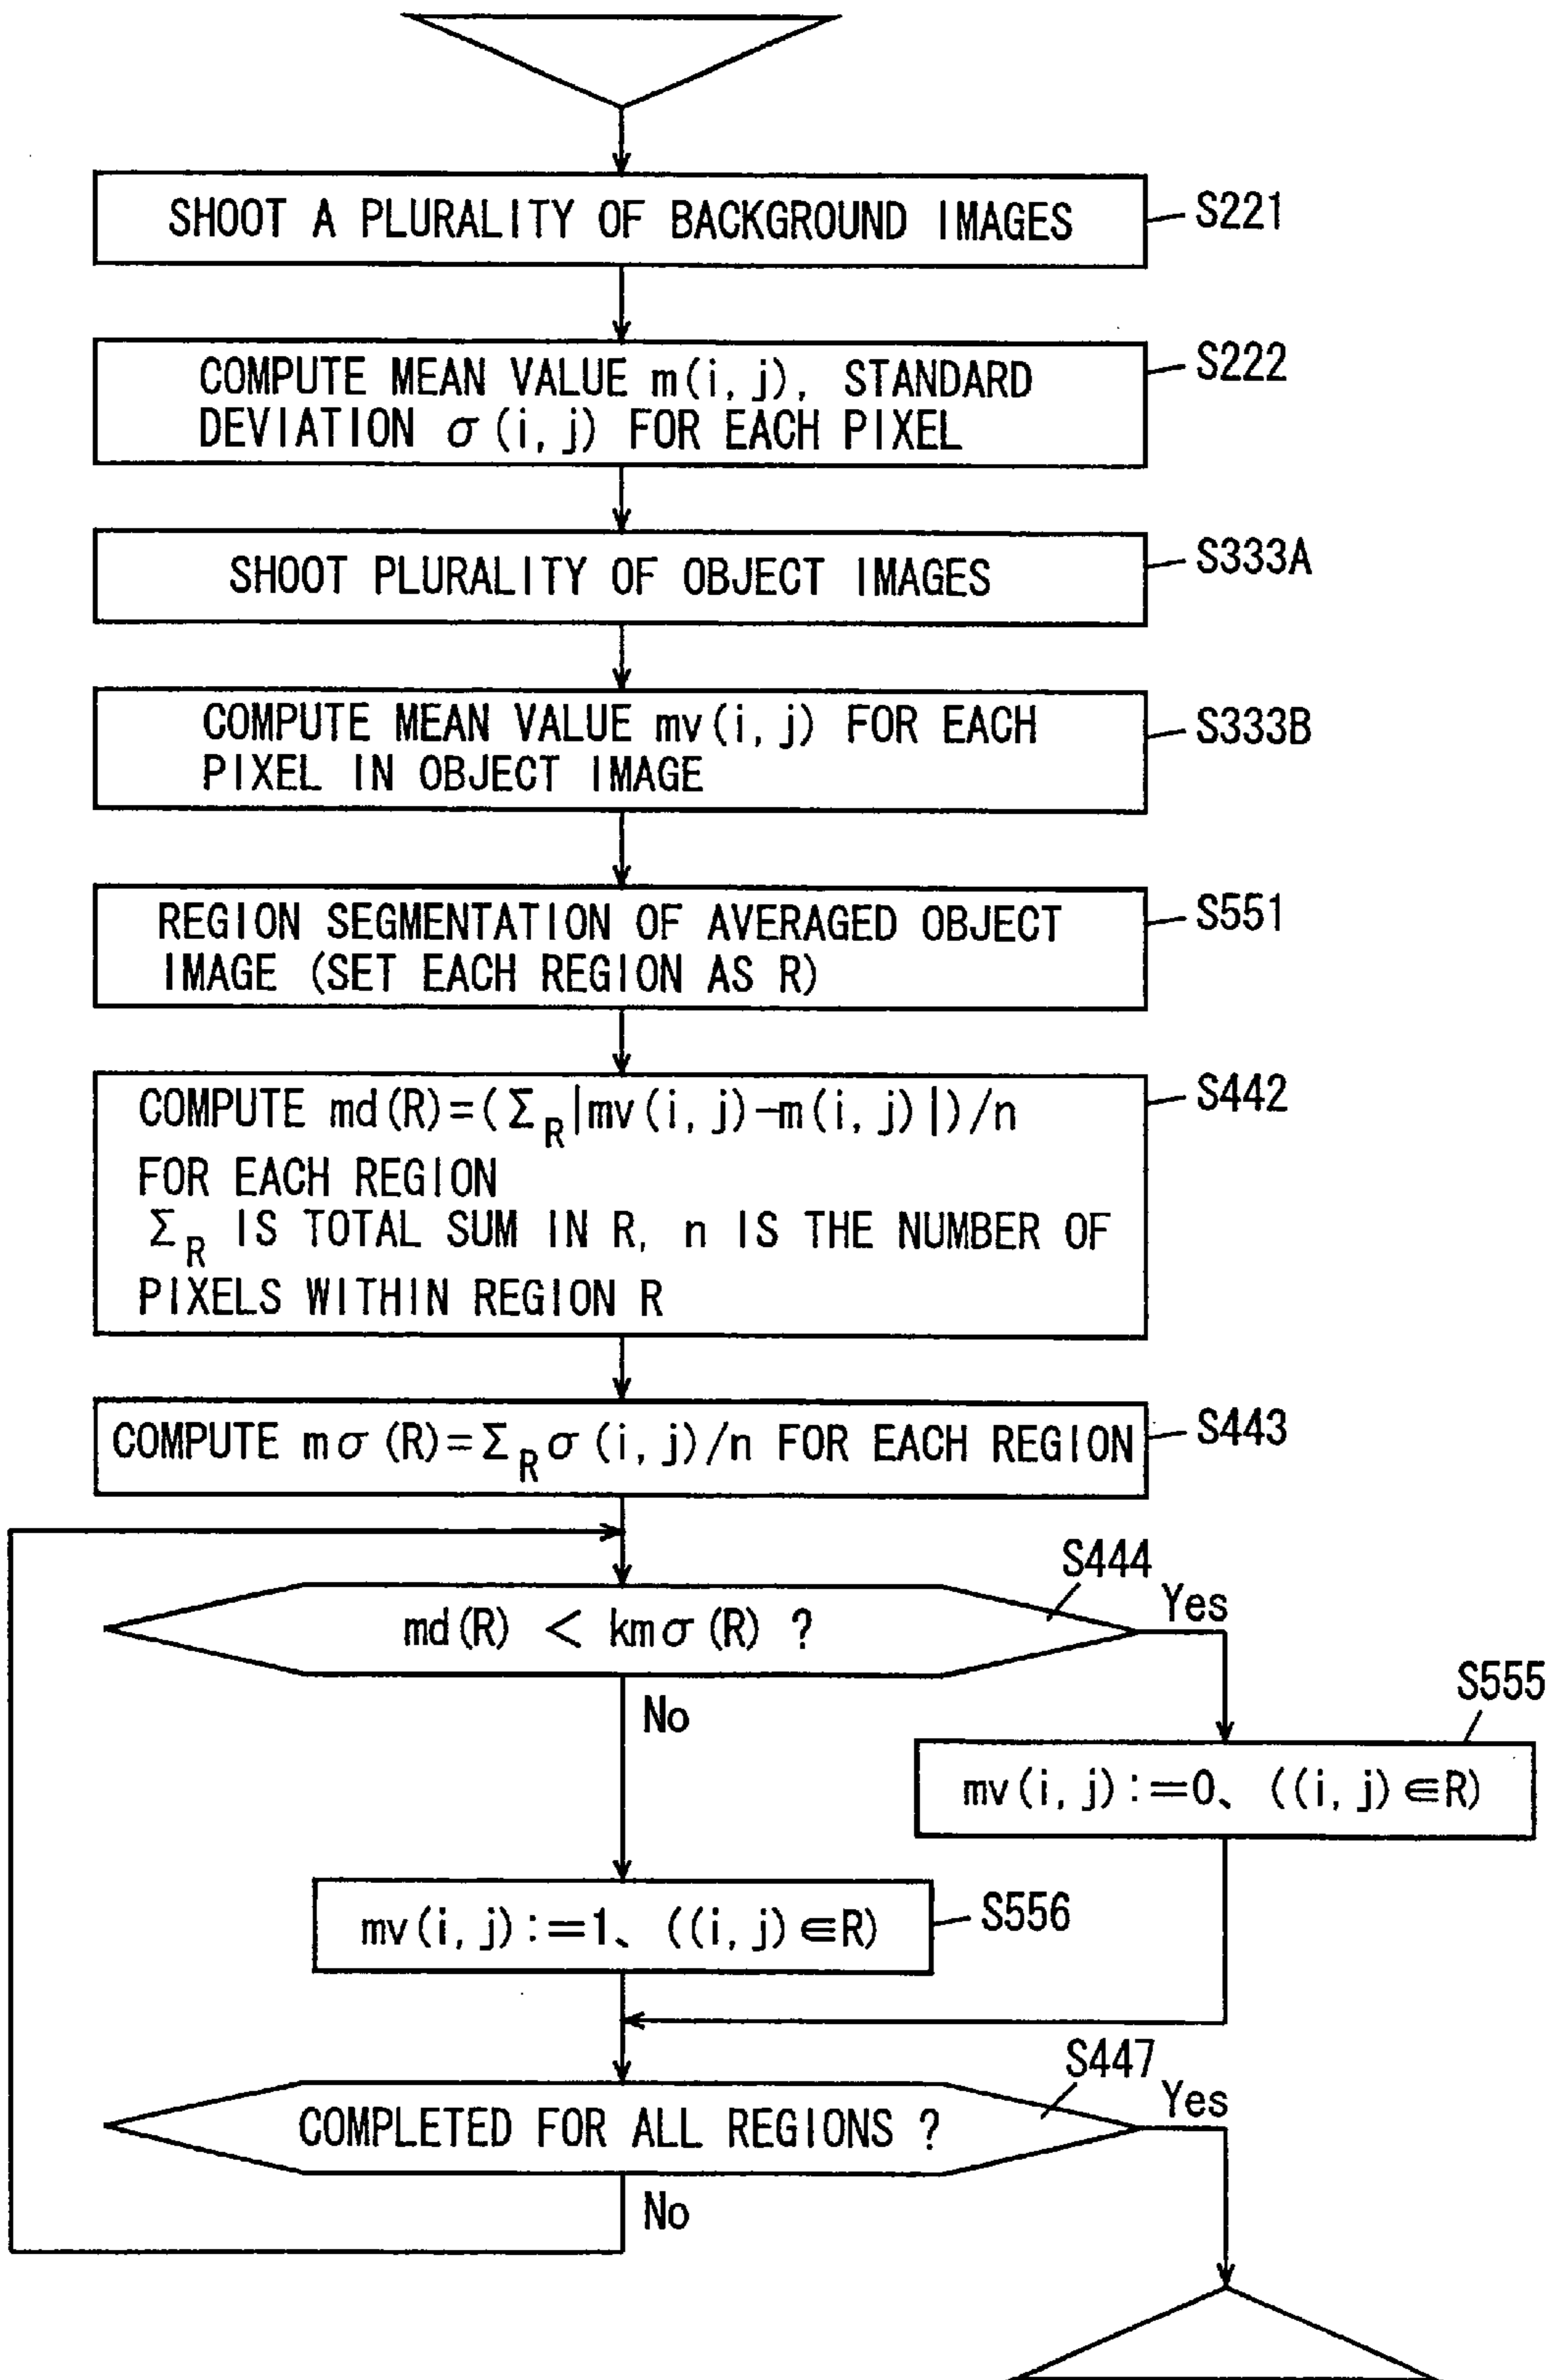 SHOOT A PLURALITY OF BACKGROUND IMAGES
S221
COMPUTE MEAN VALUE m(i,j), STANDARD
DEVIATION σ(i,j) FOR EACH PIXEL
S222
SHOOT PLURALITY OF OBJECT IMAGES
S333A
COMPUTE MEAN VALUE mv(i,j) FOR EACH
PIXEL IN OBJECT IMAGE
S333B
REGION SEGMENTATION OF AVERAGED OBJECT
IMAGE (SET EACH REGION AS R)
S551
COMPUTE md(R)=(Σ_R|mv(i,j)-m(i,j)|)/n
FOR EACH REGION
Σ_R IS TOTAL SUM IN R, n IS THE NUMBER OF
PIXELS WITHIN REGION R
S442
COMPUTE mσ(R)=Σ_Rσ(i,j)/n FOR EACH REGION
S443
S444
md(R) < kmσ(R) ?
Yes
No
S555
mv(i,j):=0、((i,j)∈R)
mv(i,j):=1、((i,j)∈R)
S556
S447
COMPLETED FOR ALL REGIONS ?
Yes
No